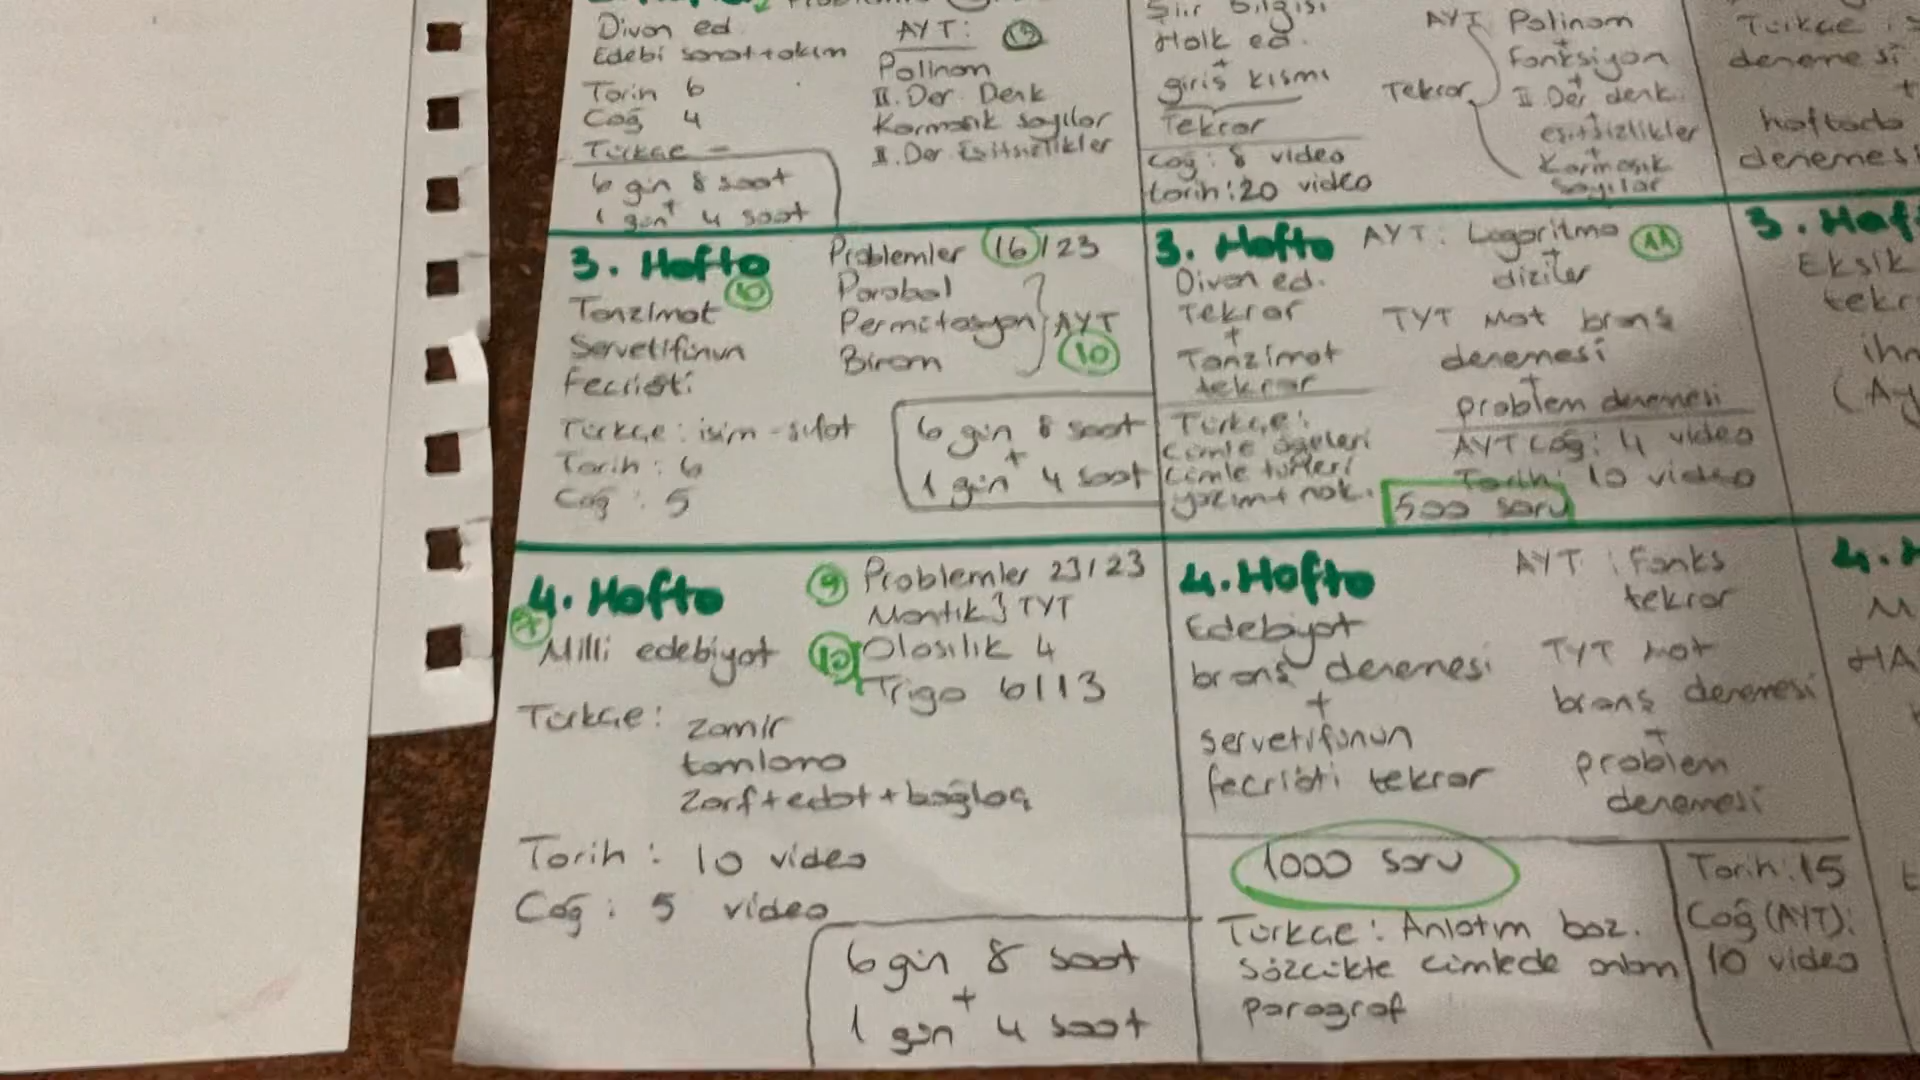 Divan ed.
Edebi sanat+akım
Tarih 6
Coğ 4
Türkçe -
6 gün 8 saat
+
1 gün 4 saat
AYT:
Polinom
II. Der. Denk
Karmaşık sayılar
II. Der Eşitsizlikler
Şiir bilgisi
Halk ed.
+
giriş kısmı
Tekrar
Coğ: 8 video
tarih: 20 video
AYT
Tekrar
Polinom
+
Fonksiyon
+
II. Der denk.
eşitsizlikler
+
Karmaşık
Sayılar
Türkçe
denemesi
+
haftada
denemesi
3. Hafta
10
Tanzimat
Servetifünun
Fecriati
Türkçe: isim-sıfat
Tarih: 6
Coğ: 5
Problemler 16/23
Parabol
Permütasyon } AYT
Binom
10
6 gün 8 saat
+
1 gün 4 saat
3. Hafta
Divan ed.
Tekrar
+
Tanzimat
tekrar
Türkçe:
Cümle ögeleri
Cümle türleri
yazım+nok.
AYT: Logaritma 11
+
diziler
TYT Mat branş
denemesi
+
problem denemesi
AYT Coğ: 4 video
Tarih: 10 video
500 soru
3. Haf
Eksik
tekr
4. Hafta
7
Milli edebiyat
9 Problemler 23/23
Mantık } TYT
12 Olasılık 4
Trigo 6/13
Türkçe: zamir
tamlama
zarf+edat+bağlaç
Tarih: 10 video
Coğ: 5 video
6 gün 8 saat
+
1 gün 4 saat
4. Hafta
Edebiyat
branş denemesi
+
servetifünun
fecriati tekrar
AYT: Fonks
tekrar
TYT Mat
branş denemesi
+
problem
denemesi
1000 soru
Türkçe: Anlatım boz.
Sözcükte cümlede anlam
paragraf
Tarih: 15
Coğ (AYT):
10 video
4. H